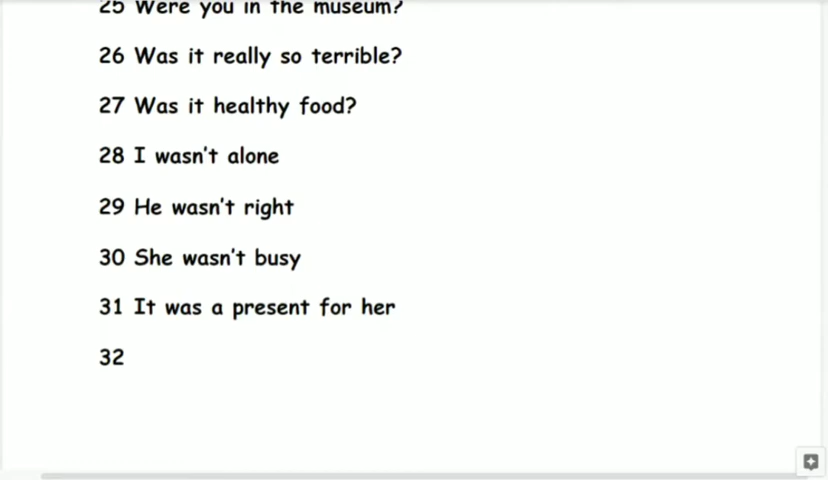 25 Were you in the museum?
26 Was it really so terrible?
27 Was it healthy food?
28 I wasn't alone
29 He wasn't right
30 She wasn't busy
31 It was a present for her
32